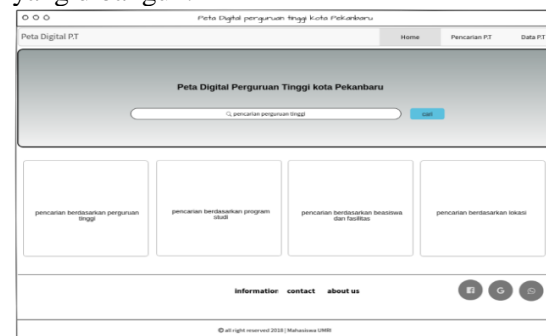 Peta Digital perguruan tinggi kota Pekanbaru
Peta Digital P.T Home Pencarian P.T Data P.T
Peta Digital Perguruan Tinggi kota Pekanbaru
pencarian perguruan tinggi cari
pencarian berdasarkan perguruan
tinggi
pencarian berdasarkan program
studi
pencarian berdasarkan beasiswa
dan fasilitas
pencarian berdasarkan lokasi
information contact about us
G
© all right reserved 2018 | Mahasiswa UMRI